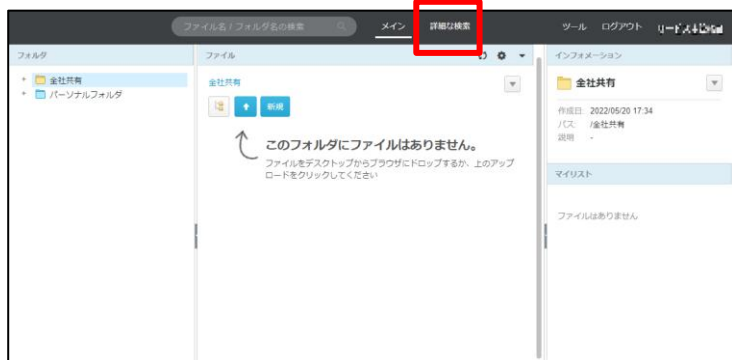 ファイル名 / フォルダ名の検索
メイン
詳細な検索
ツール
ログアウト
フォルダ
全社共有
パーソナルフォルダ
ファイル
全社共有
新規
このフォルダにファイルはありません。
ファイルをデスクトップからブラウザにドロップするか、上のアップ
ロードをクリックしてください
インフォメーション
全社共有
作成日: 2022/05/20 17:34
パス: /全社共有
説明 -
マイリスト
ファイルはありません